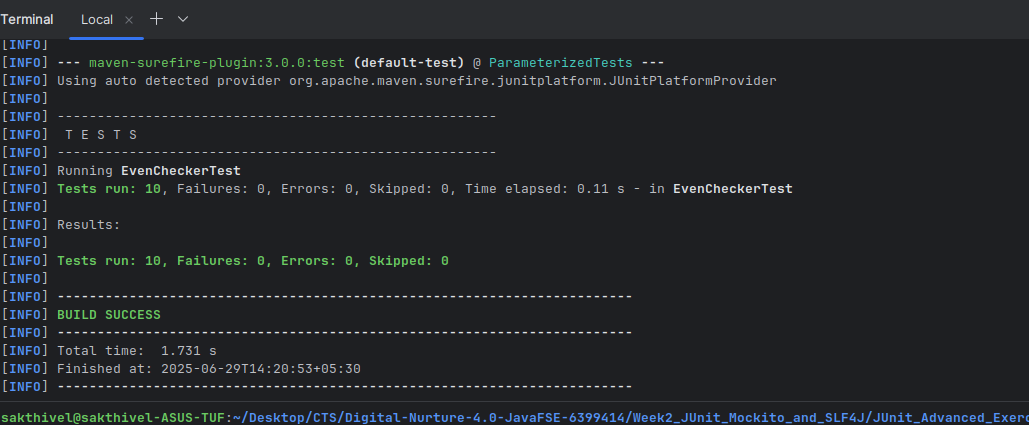 Terminal Local × + ∨
[INFO]
[INFO] --- maven-surefire-plugin:3.0.0:test (default-test) @ ParameterizedTests ---
[INFO] Using auto detected provider org.apache.maven.surefire.junitplatform.JUnitPlatformProvider
[INFO]
[INFO] -------------------------------------------------------
[INFO]  T E S T S
[INFO] -------------------------------------------------------
[INFO] Running EvenCheckerTest
[INFO] Tests run: 10, Failures: 0, Errors: 0, Skipped: 0, Time elapsed: 0.11 s - in EvenCheckerTest
[INFO]
[INFO] Results:
[INFO]
[INFO] Tests run: 10, Failures: 0, Errors: 0, Skipped: 0
[INFO]
[INFO] ------------------------------------------------------------------------
[INFO] BUILD SUCCESS
[INFO] ------------------------------------------------------------------------
[INFO] Total time:  1.731 s
[INFO] Finished at: 2025-06-29T14:20:53+05:30
[INFO] ------------------------------------------------------------------------
sakthivel@sakthivel-ASUS-TUF:~/Desktop/CTS/Digital-Nurture-4.0-JavaFSE-6399414/Week2_JUnit_Mockito_and_SLF4J/JUnit_Advanced_Exerc